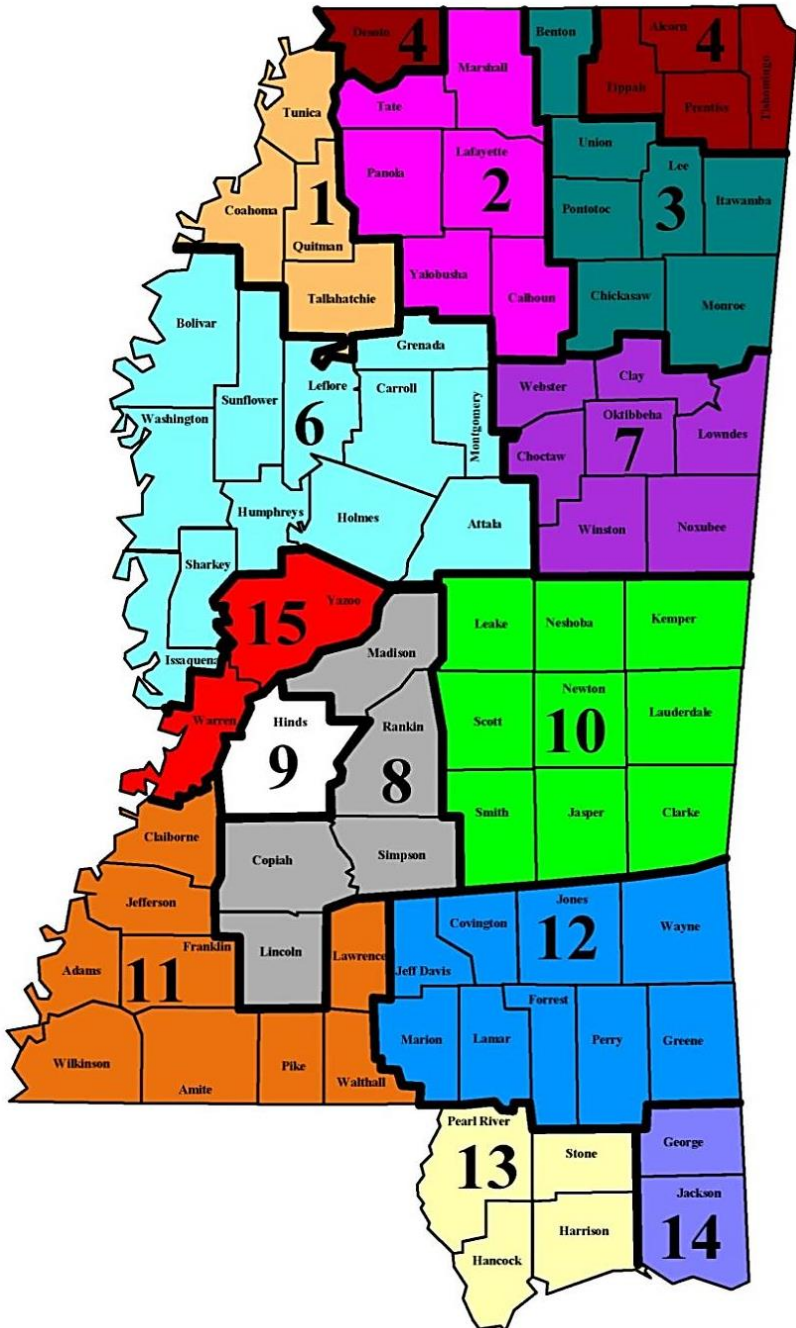 Desoto
4
Benton
Alcorn
4
Marshall
Tippah
Tishomingo
Prentiss
Tate
Tunica
Union
Lafayette
Lee
Panola
2
3
Itawamba
Coahoma
1
Pontotoc
Quitman
Yalobusha
Calhoun
Chickasaw
Monroe
Tallahatchie
Bolivar
Grenada
Clay
Webster
Leflore
Carroll
Sunflower
6
Montgomery
Oktibbeha
Washington
7
Lowndes
Choctaw
Humphreys
Holmes
Attala
Winston
Noxubee
Sharkey
Yazoo
15
Leake
Neshoba
Kemper
Madison
Issaquena
Newton
Warren
Hinds
Rankin
Scott
10
Lauderdale
9
8
Smith
Jasper
Clarke
Claiborne
Copiah
Simpson
Jefferson
Jones
Covington
12
Wayne
Franklin
Lincoln
Lawrence
Adams
11
Jeff Davis
Forrest
Marion
Lamar
Perry
Greene
Wilkinson
Amite
Pike
Walthall
Pearl River
13
Stone
George
Jackson
14
Harrison
Hancock